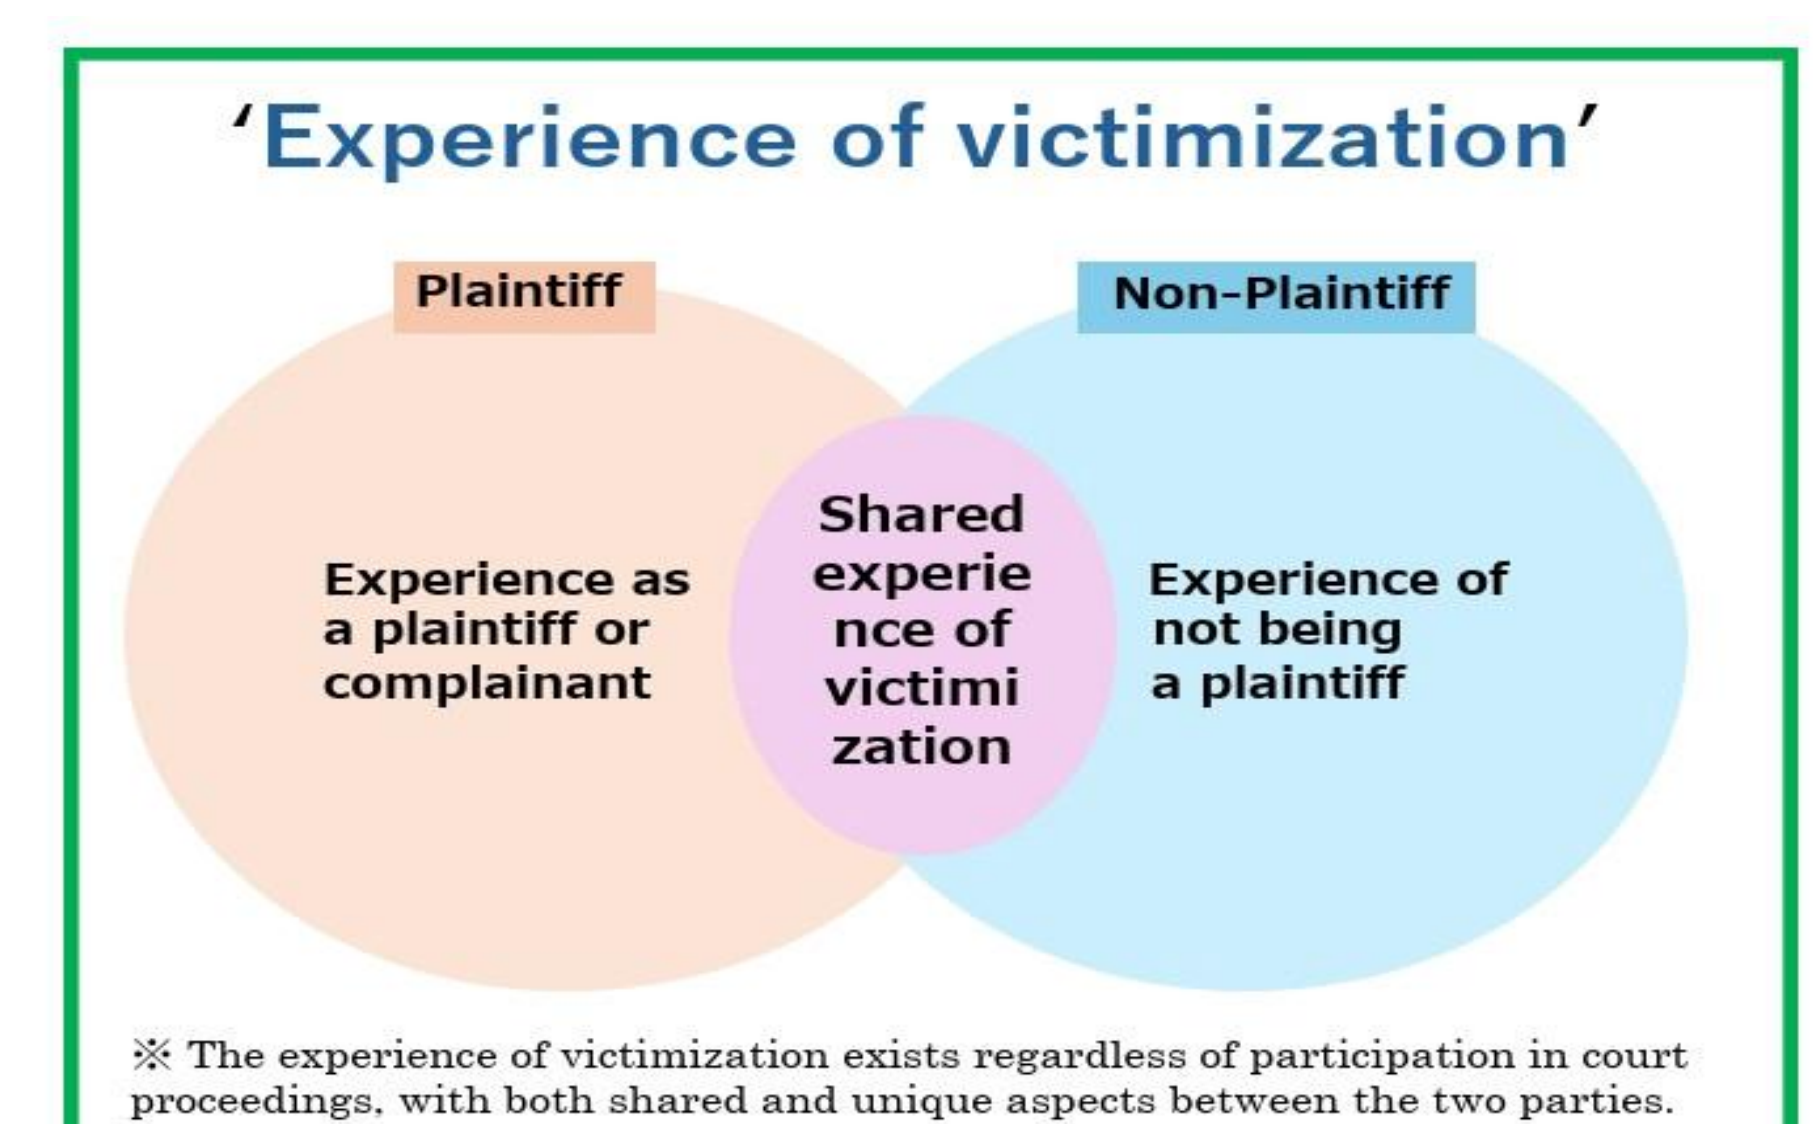 ‘Experience of victimization’
Plaintiff
Non-Plaintiff
Experience as
a plaintiff or
complainant
Shared
experie
nce of
victimi
zation
Experience of
not being
a plaintiff
※ The experience of victimization exists regardless of participation in court
proceedings, with both shared and unique aspects between the two parties.